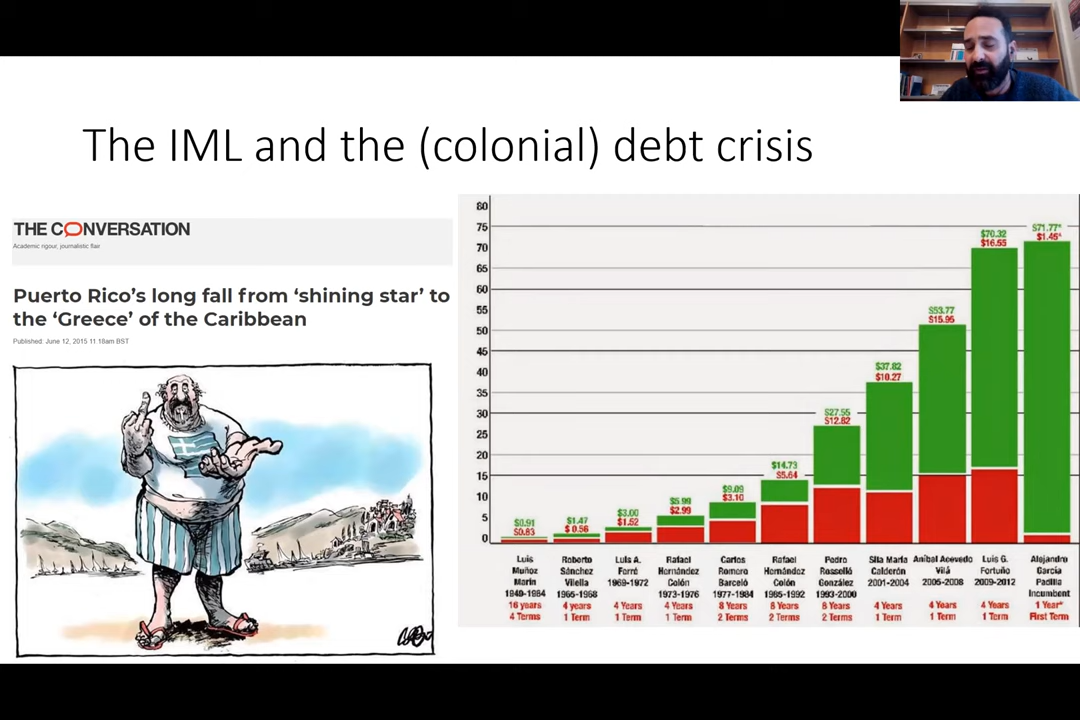 The IML and the (colonial) debt crisis
THE CONVERSATION
Academic rigour, journalistic flair
Puerto Rico's long fall from 'shining star' to
the 'Greece' of the Caribbean
Published: June 12, 2015 11.18am BST
80
75
70
65
60
55
50
45
40
35
30
25
20
15
10
5
0
$0.91
$0.83
$1.47
$0.56
$3.00
$1.52
$5.99
$2.99
$9.09
$3.10
$14.73
$5.64
$27.55
$12.82
$37.82
$10.27
$53.77
$15.95
$70.32
$16.55
$71.77*
$1.45*
Luis
Muñoz
Marin
1949-1964
16 years
4 Terms
Roberto
Sánchez
Vilella
1965-1968
4 years
1 Term
Luis A.
Ferré
1969-1972
4 Years
1 Term
Rafael
Hernández
Colón
1973-1976
4 Years
1 Term
Carlos
Romero
Barceló
1977-1984
8 Years
2 Terms
Rafael
Hernández
Colón
1985-1992
8 Years
2 Terms
Pedro
Rosselló
González
1993-2000
8 Years
2 Terms
Sila María
Calderón
2001-2004
4 Years
1 Term
Aníbal Acevedo
Vilá
2005-2008
4 Years
1 Term
Luis G.
Fortuño
2009-2012
4 Years
1 Term
Alejandro
García
Padilla
Incumbent
1 Year*
First Term